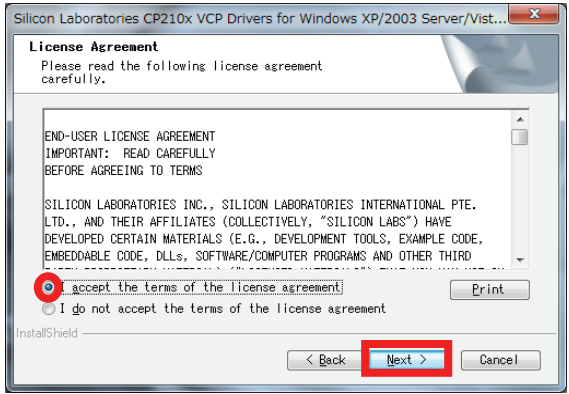 Silicon Laboratories CP210x VCP Drivers for Windows XP/2003 Server/Vist...
License Agreement
Please read the following license agreement
carefully.
END-USER LICENSE AGREEMENT
IMPORTANT:  READ CAREFULLY
BEFORE AGREEING TO TERMS
SILICON LABORATORIES INC., SILICON LABORATORIES INTERNATIONAL PTE.
LTD., AND THEIR AFFILIATES (COLLECTIVELY, "SILICON LABS") HAVE
DEVELOPED CERTAIN MATERIALS (E.G., DEVELOPMENT TOOLS, EXAMPLE CODE,
EMBEDDABLE CODE, DLLs, SOFTWARE/COMPUTER PROGRAMS AND OTHER THIRD
I accept the terms of the license agreement
Print
I do not accept the terms of the license agreement
InstallShield
< Back
Next >
Cancel